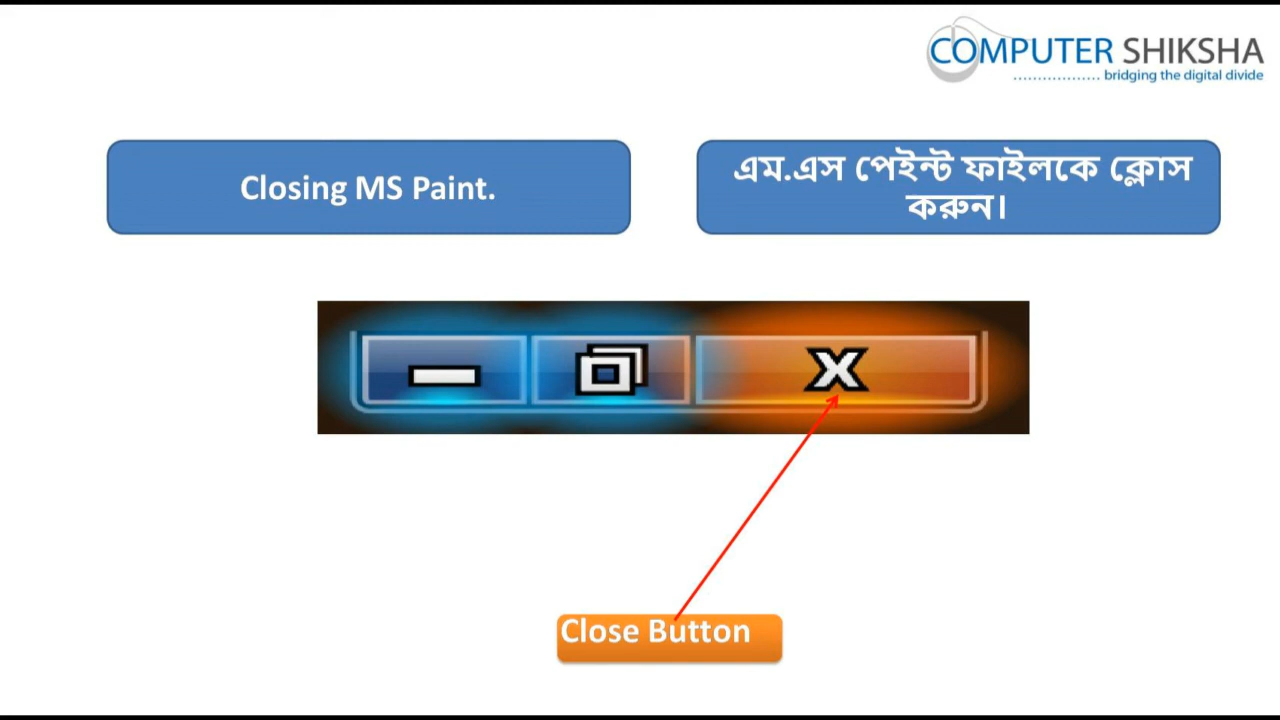 COMPUTER SHIKSHA
bridging the digital divide
Closing MS Paint.
এম.এস পেইন্ট ফাইলকে ক্লোস
করুন।
Close Button